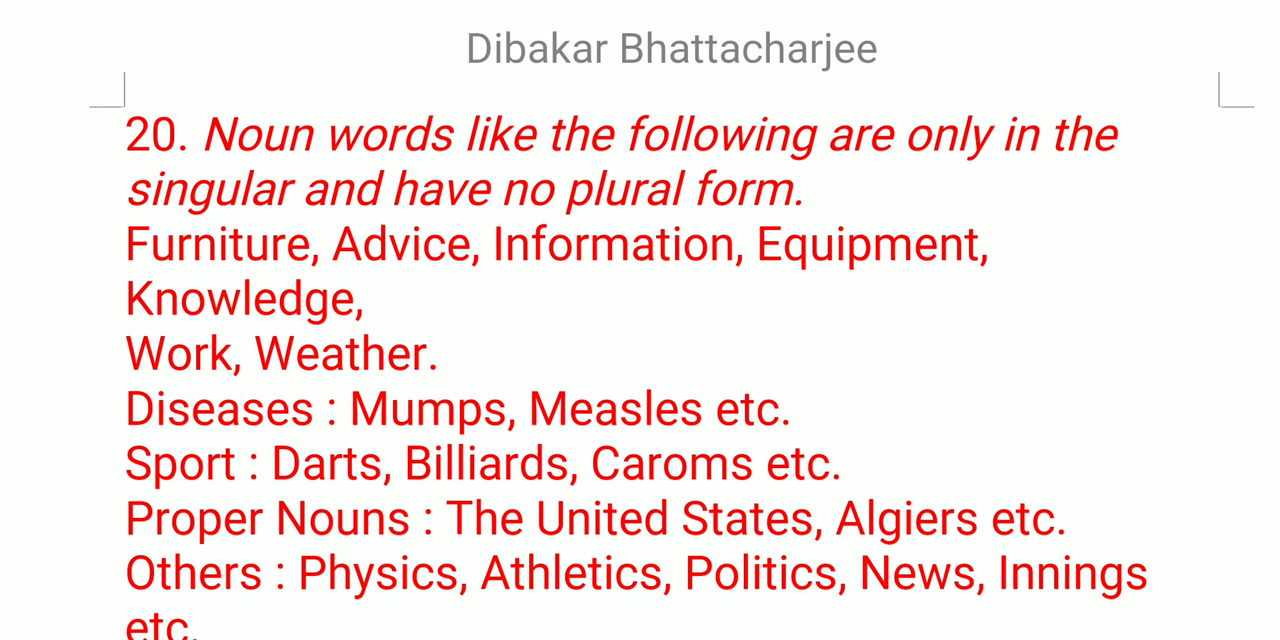 Dibakar Bhattacharjee
20. Noun words like the following are only in the
singular and have no plural form.
Furniture, Advice, Information, Equipment,
Knowledge,
Work, Weather.
Diseases : Mumps, Measles etc.
Sport : Darts, Billiards, Caroms etc.
Proper Nouns : The United States, Algiers etc.
Others : Physics, Athletics, Politics, News, Innings
etc.